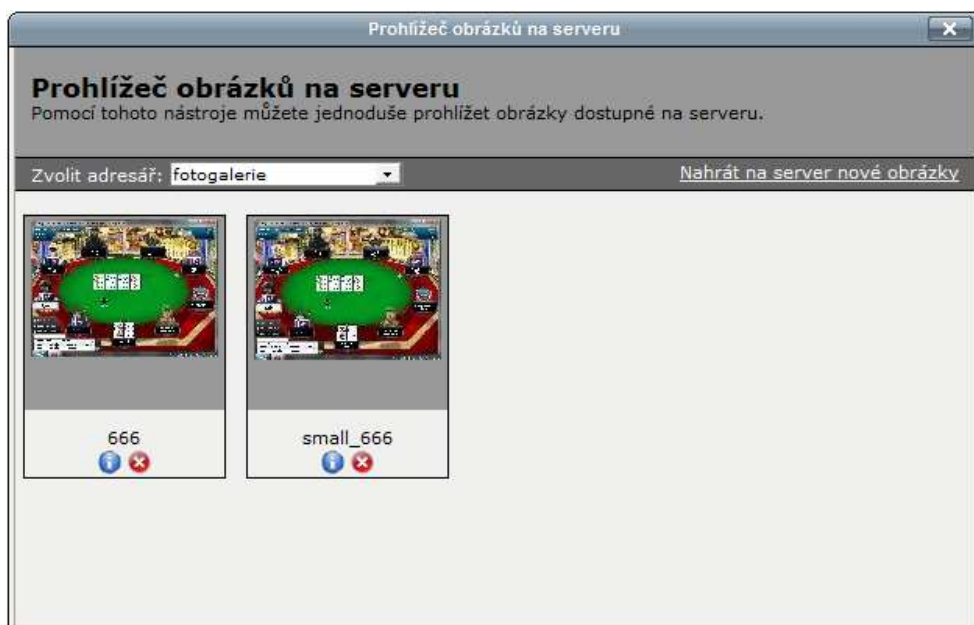 Prohlížeč obrázků na serveru
Prohlížeč obrázků na serveru
Pomocí tohoto nástroje můžete jednoduše prohlížet obrázky dostupné na serveru.
Zvolit adresář: fotogalerie Nahrát na server nové obrázky
666 small_666